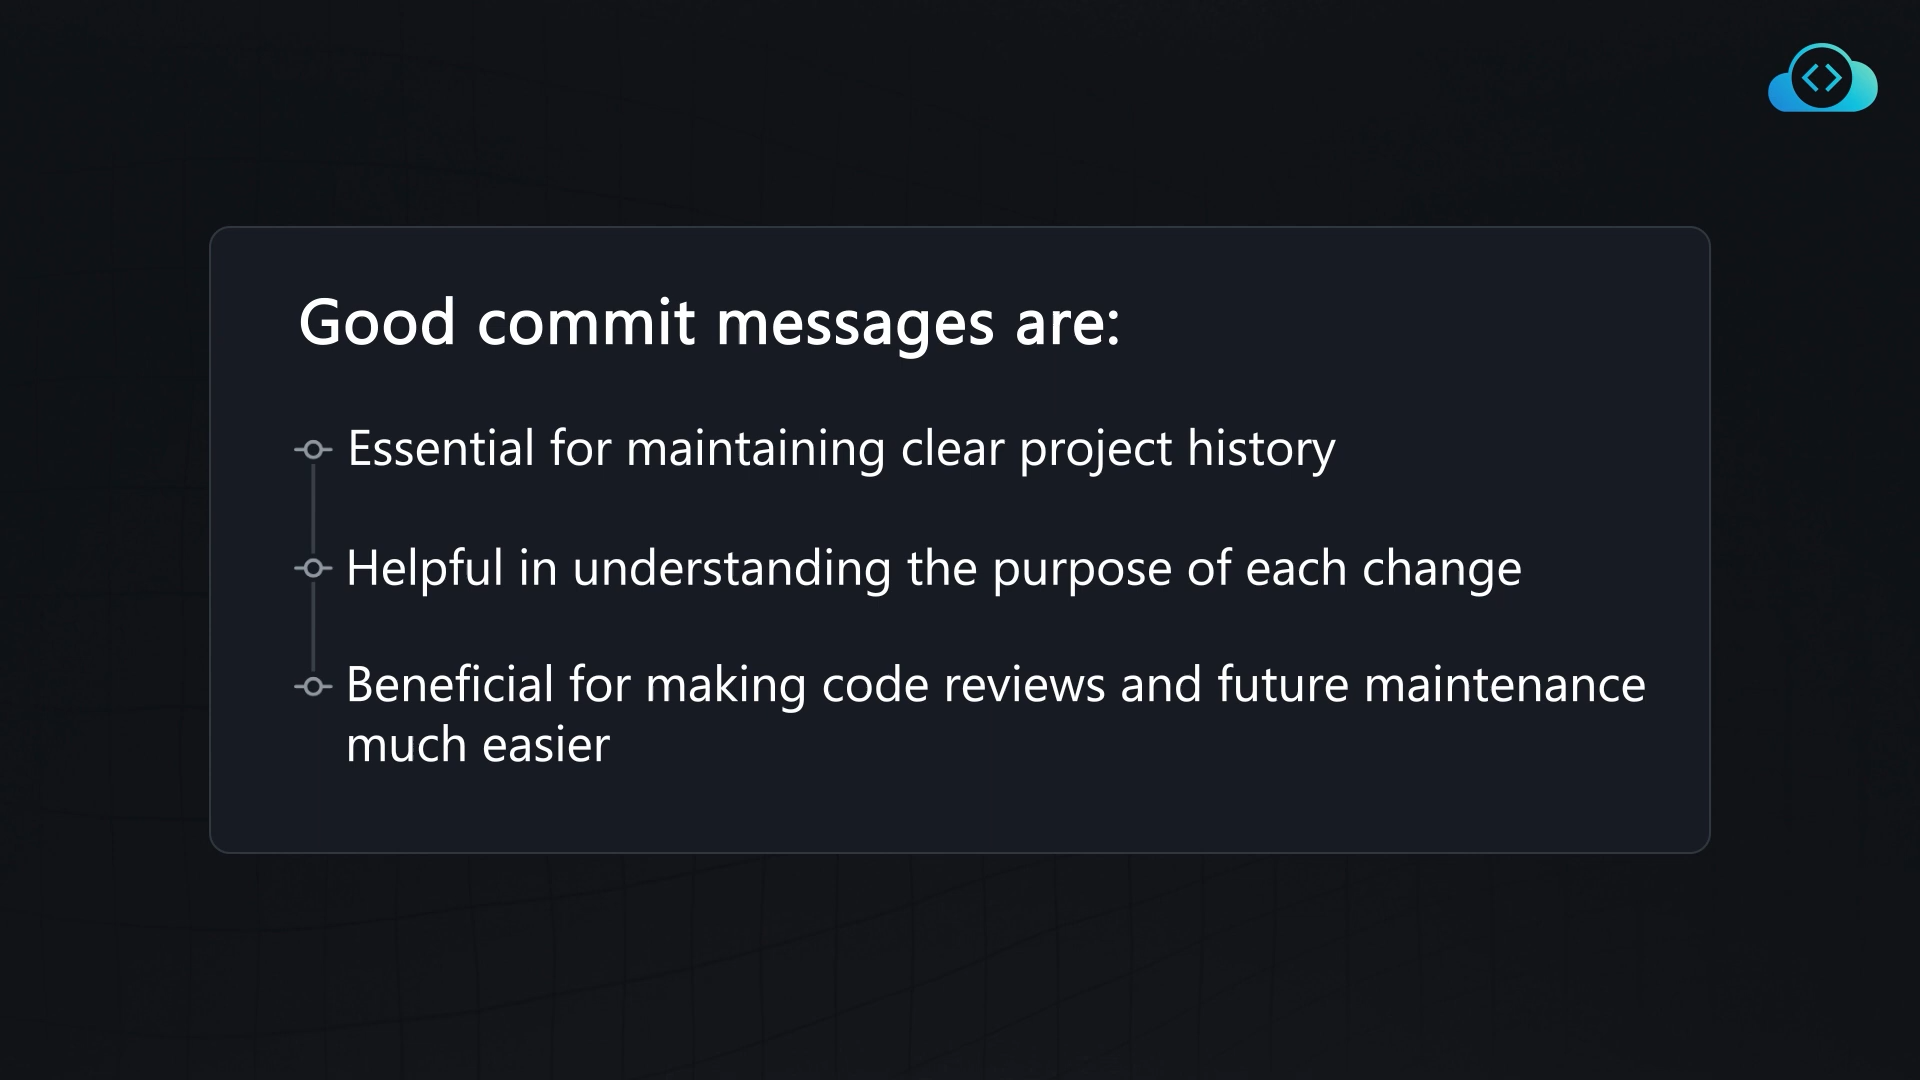 Good commit messages are:
Essential for maintaining clear project history
Helpful in understanding the purpose of each change
Beneficial for making code reviews and future maintenance
much easier